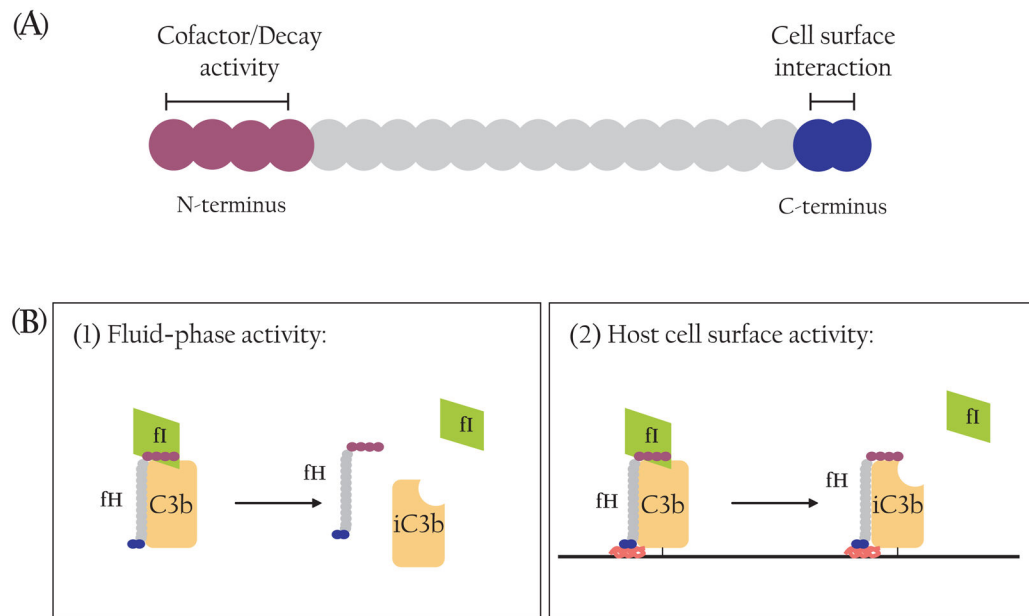 (A)
Cofactor/Decay
activity
Cell surface
interaction
N-terminus
C-terminus
(B)
(1) Fluid-phase activity:
fI
fH
C3b
fH
iC3b
fI
(2) Host cell surface activity:
fI
fH
C3b
fH
iC3b
fI